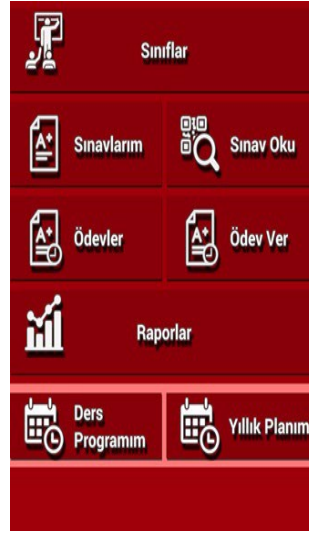 Sınıflar
Sınavlarım
Sınav Oku
Ödevler
Ödev Ver
Raporlar
Ders
Programım
Yıllık Planım